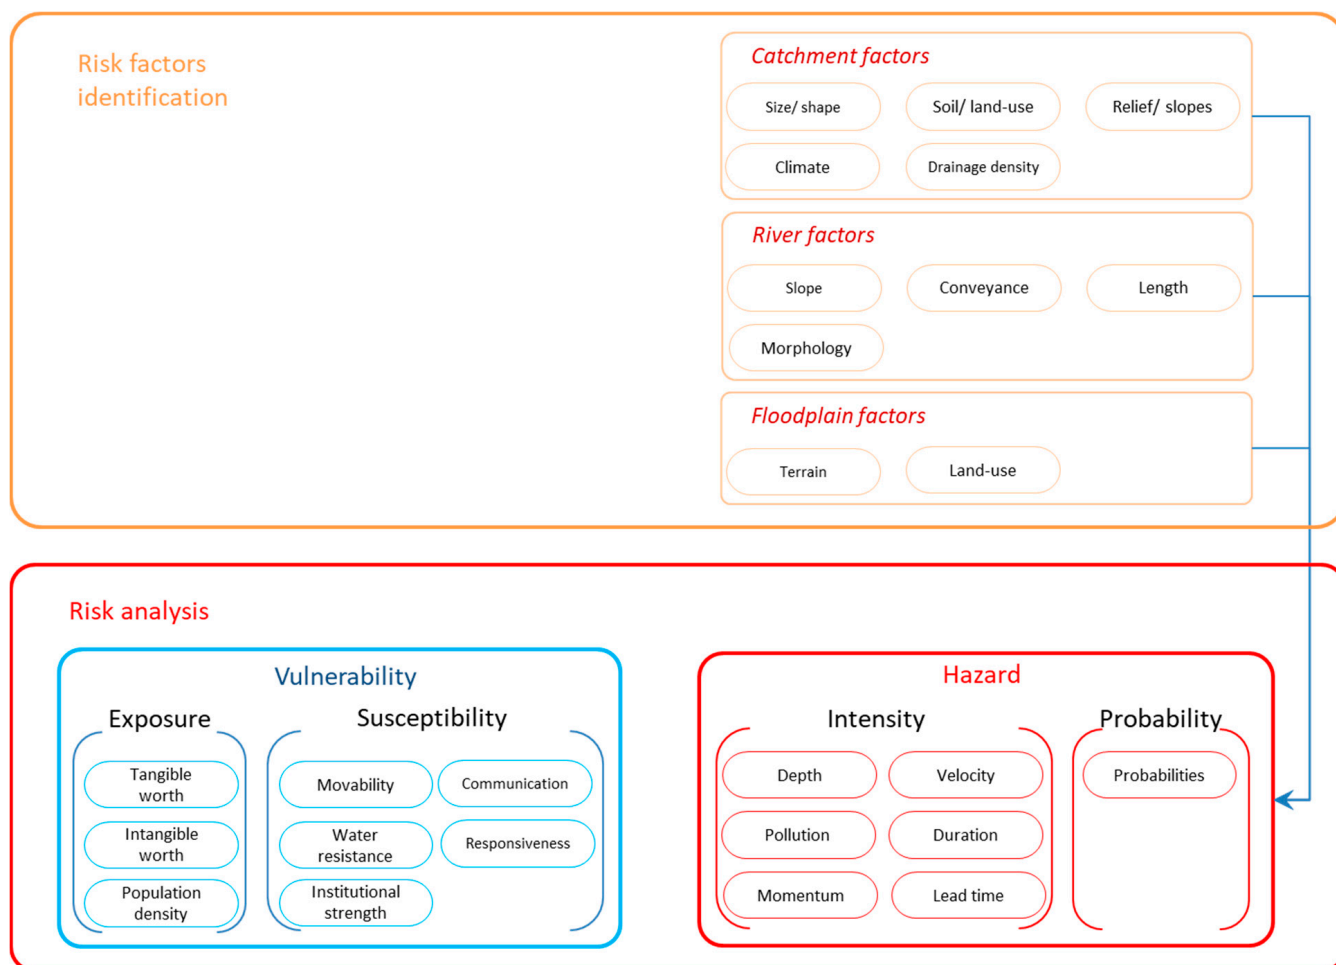 Risk factors
identification
Catchment factors
Size/ shape
Soil/ land-use
Relief/ slopes
Climate
Drainage density
River factors
Slope
Conveyance
Length
Morphology
Floodplain factors
Terrain
Land-use
Risk analysis
Vulnerability
Exposure
Susceptibility
Tangible
worth
Intangible
worth
Population
density
Movability
Communication
Water
resistance
Responsiveness
Institutional
strength
Hazard
Intensity
Probability
Depth
Velocity
Probabilities
Pollution
Duration
Momentum
Lead time